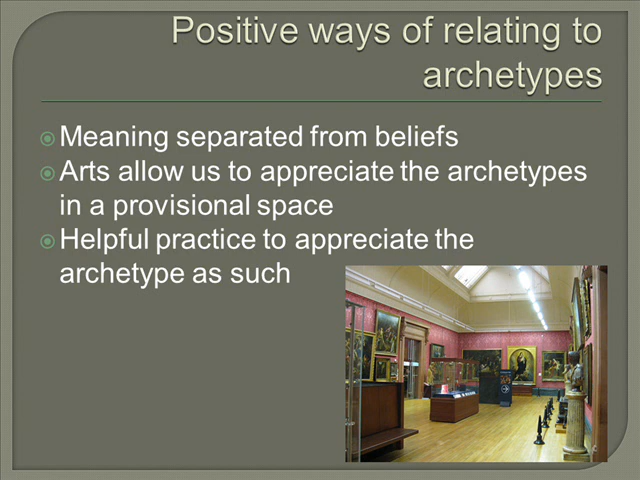 Positive ways of relating to
archetypes
Meaning separated from beliefs
Arts allow us to appreciate the archetypes
in a provisional space
Helpful practice to appreciate the
archetype as such